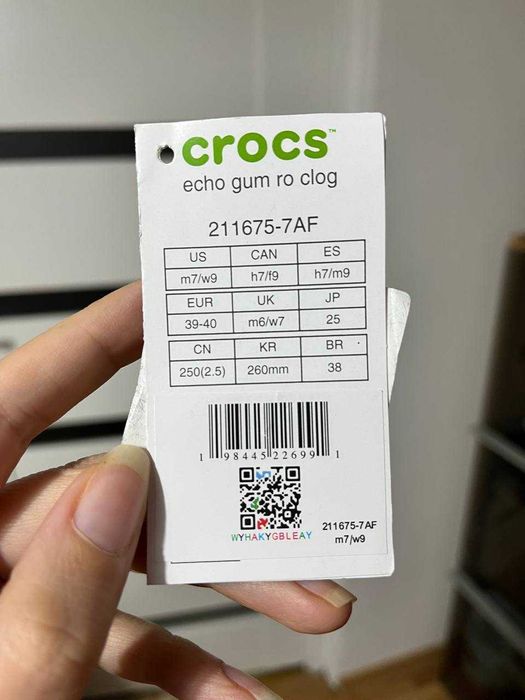 crocs™
echo gum ro clog
211675-7AF
US CAN ES
m7/w9 h7/f9 h7/m9
EUR UK JP
39-40 m6/w7 25
CN KR BR
250(2.5) 260mm 38
1 98445 22699 1
WYHAKYGBLEAY
211675-7AF
m7/w9